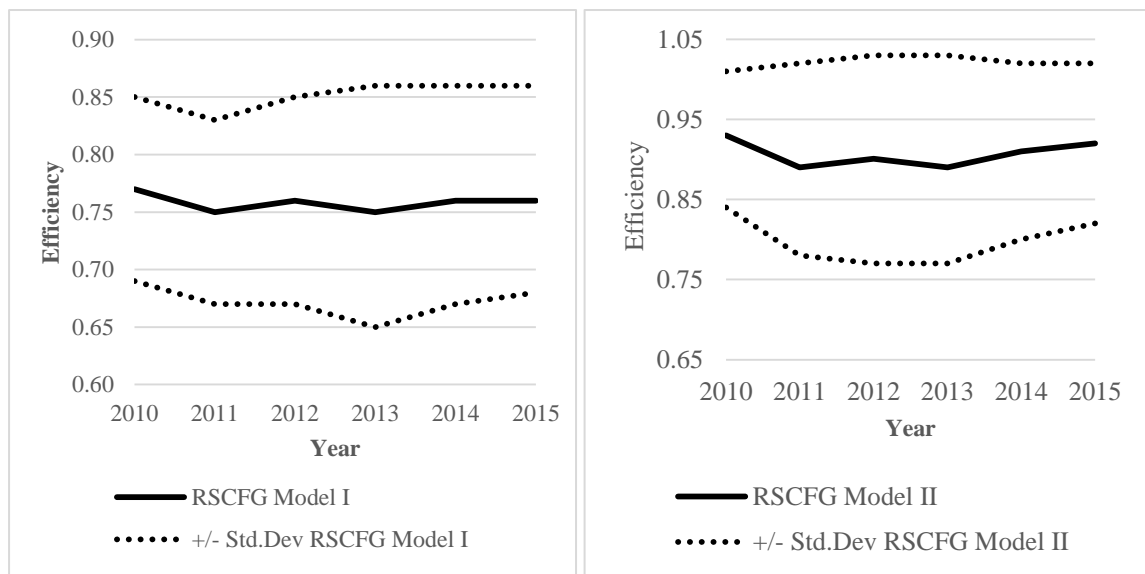 0.90
0.85
0.80
0.75
0.70
0.65
0.60
Efficiency
2010 2011 2012 2013 2014 2015
Year
RSCFG Model I
+/- Std.Dev RSCFG Model I
1.05
0.95
0.85
0.75
0.65
Efficiency
2010 2011 2012 2013 2014 2015
Year
RSCFG Model II
+/- Std.Dev RSCFG Model II